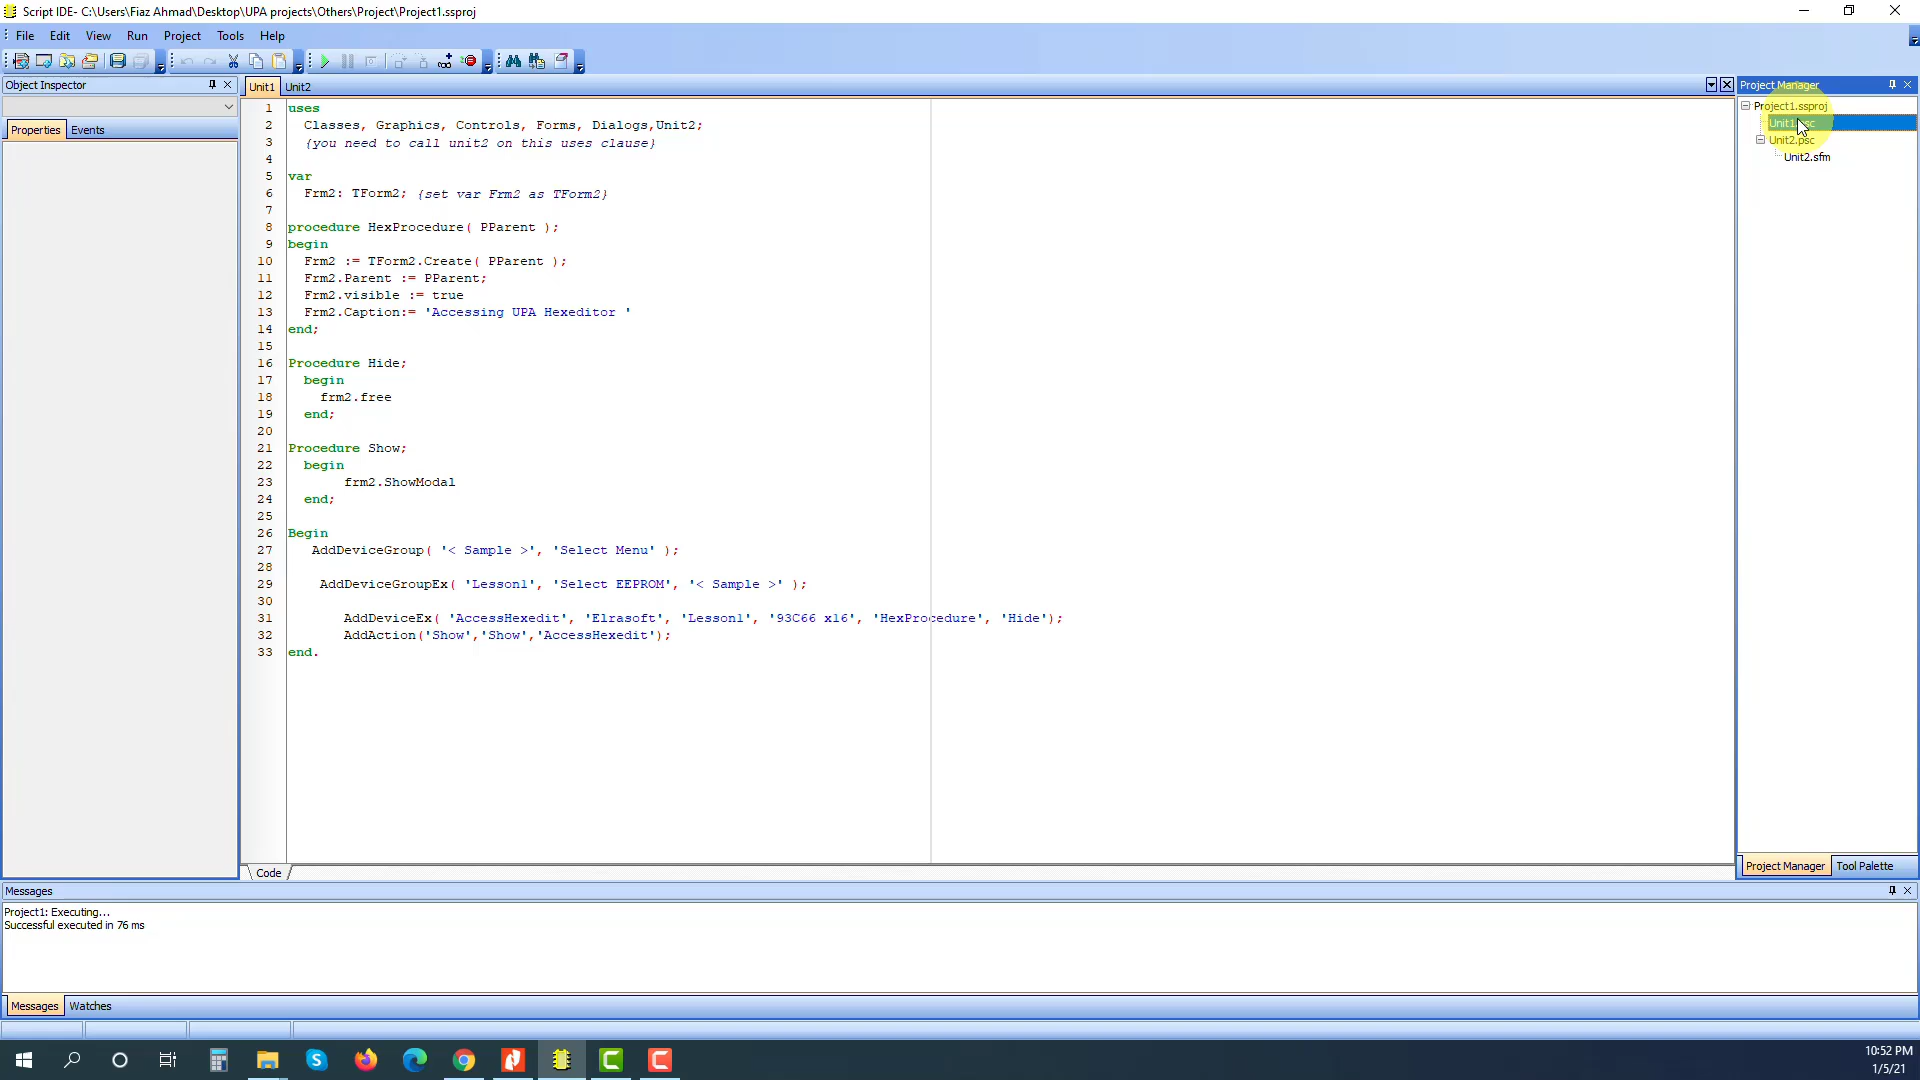 Script IDE- C:\Users\Fiaz Ahmad\Desktop\UPA projects\Others\Project\Project1.ssproj
File Edit View Run Project Tools Help
Object Inspector
Properties Events
Unit1 Unit2
1 uses
2 Classes, Graphics, Controls, Forms, Dialogs,Unit2;
3 {you need to call unit2 on this uses clause}
4
5 var
6 Frm2: TForm2; {set var Frm2 as TForm2}
7
8 procedure HexProcedure( PParent );
9 begin
10 Frm2 := TForm2.Create( PParent );
11 Frm2.Parent := PParent;
12 Frm2.visible := true
13 Frm2.Caption:= 'Accessing UPA Hexeditor '
14 end;
15
16 Procedure Hide;
17 begin
18 frm2.free
19 end;
20
21 Procedure Show;
22 begin
23 frm2.ShowModal
24 end;
25
26 Begin
27 AddDeviceGroup( '< Sample >', 'Select Menu' );
28
29 AddDeviceGroupEx( 'Lesson1', 'Select EEPROM', '< Sample >' );
30
31 AddDeviceEx( 'AccessHexedit', 'Elrasoft', 'Lesson1', '93C66 x16', 'HexProcedure', 'Hide');
32 AddAction('Show','Show','AccessHexedit');
33 end.
Code
Project Manager
Project1.ssproj
Unit1.psc
Unit2.psc
Unit2.sfm
Project Manager Tool Palette
Messages
Project1: Executing...
Successful executed in 76 ms
Messages Watches
10:52 PM
1/5/21